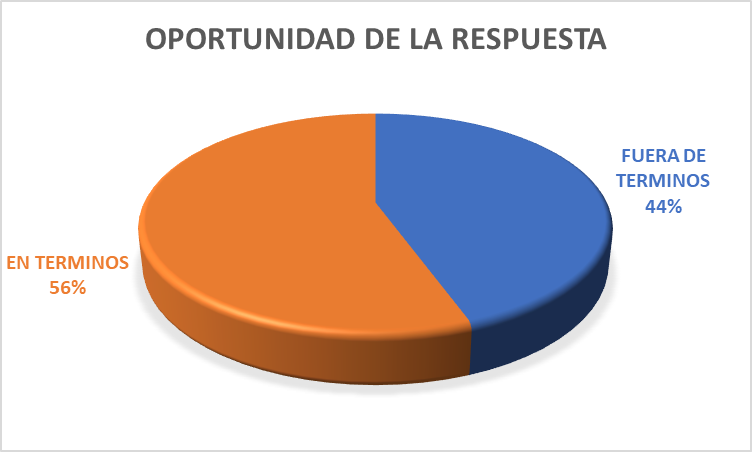 OPORTUNIDAD DE LA RESPUESTA
FUERA DE
TERMINOS
44%
EN TERMINOS
56%